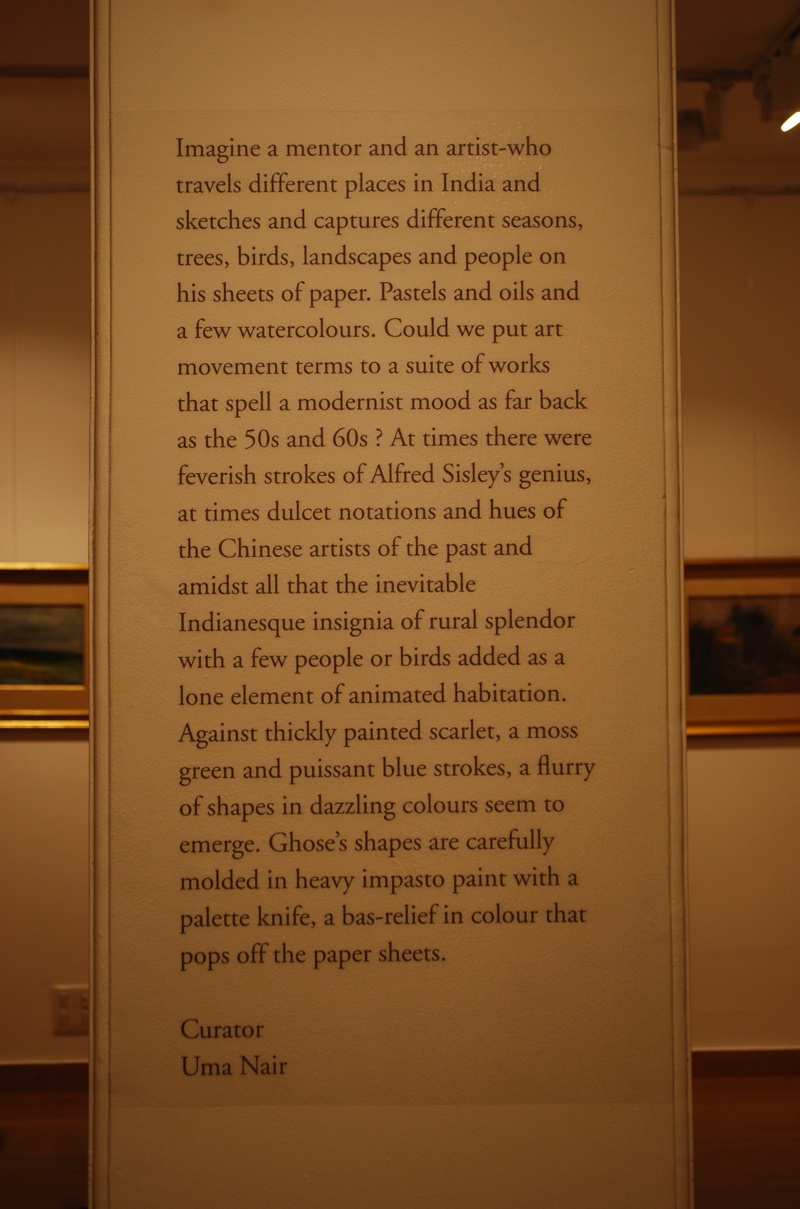 Imagine a mentor and an artist-who
travels different places in India and
sketches and captures different seasons,
trees, birds, landscapes and people on
his sheets of paper. Pastels and oils and
a few watercolours. Could we put art
movement terms to a suite of works
that spell a modernist mood as far back
as the 50s and 60s ? At times there were
feverish strokes of Alfred Sisley's genius,
at times dulcet notations and hues of
the Chinese artists of the past and
amidst all that the inevitable
Indianesque insignia of rural splendor
with a few people or birds added as a
lone element of animated habitation.
Against thickly painted scarlet, a moss
green and puissant blue strokes, a flurry
of shapes in dazzling colours seem to
emerge. Ghose's shapes are carefully
molded in heavy impasto paint with a
palette knife, a bas-relief in colour that
pops off the paper sheets.
Curator
Uma Nair